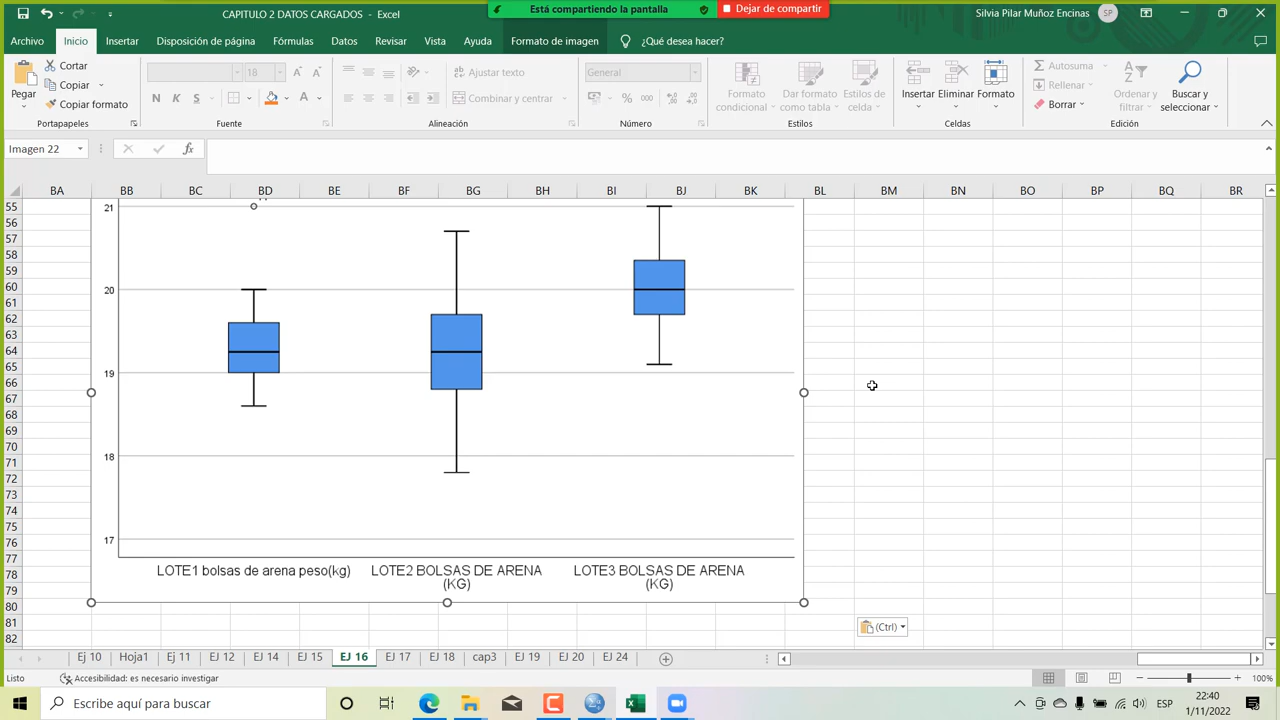 CAPITULO 2 DATOS CARGADOS - Excel
Está compartiendo la pantalla
Dejar de compartir
Silvia Pilar Muñoz Encinas
SP
Archivo Inicio Insertar Disposición de página Fórmulas Datos Revisar Vista Ayuda Formato de imagen ¿Qué desea hacer?
Pegar
Cortar
Copiar
Copiar formato
Portapapeles
18
N K S
Fuente
Ajustar texto
Combinar y centrar
Alineación
General
% 000
Número
Formato condicional
Dar formato como tabla
Estilos de celda
Estilos
Insertar Eliminar Formato
Celdas
Autosuma
Rellenar
Borrar
Ordenar y filtrar
Buscar y seleccionar
Edición
Imagen 22
fx
BA BB BC BD BE BF BG BH BI BJ BK BL BM BN BO BP BQ BR
55
56
57
58
59
60
61
62
63
64
65
66
67
68
69
70
71
72
73
74
75
76
77
78
79
80
81
82
21
20
19
18
17
LOTE1 bolsas de arena peso(kg)
LOTE2 BOLSAS DE ARENA
(KG)
LOTE3 BOLSAS DE ARENA
(KG)
(Ctrl)
Ej 10 Hoja1 Ej 11 EJ 12 EJ 14 EJ 15 EJ 16 EJ 17 EJ 18 cap3 EJ 19 EJ 20 EJ 24
Listo Accesibilidad: es necesario investigar
100%
Escribe aquí para buscar
ESP
22:40
1/11/2022